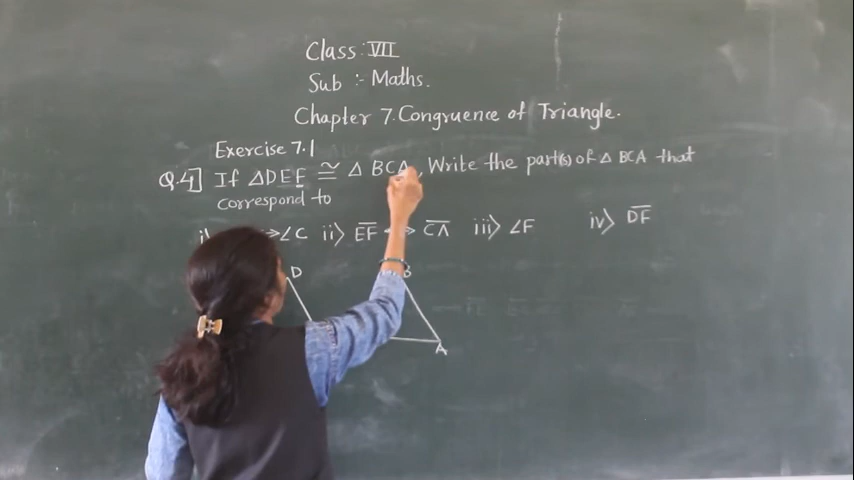 Class : VII
Sub :- Maths.
Chapter 7. Congruence of Triangle.
Exercise 7.1
Q.4] If △DEF ≅ △ BCA, Write the part(s) of △ BCA that
correspond to
i> ∠C ii> EF ↔ CA iii> ∠F iv> DF
D B
A